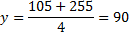 y = (105 + 255) / 4 = 90